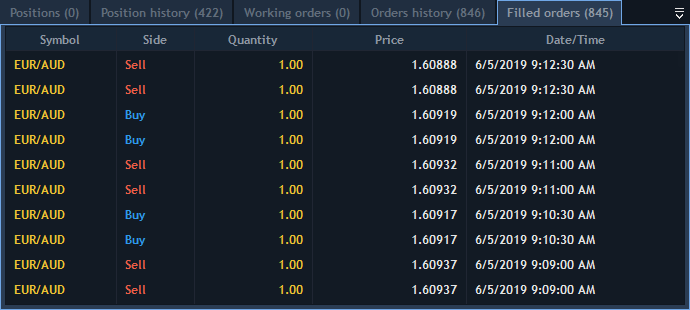 Positions (0) Position history (422) Working orders (0) Orders history (846) Filled orders (845)
Symbol Side Quantity Price Date/Time
EUR/AUD Sell 1.00 1.60888 6/5/2019 9:12:30 AM
EUR/AUD Sell 1.00 1.60888 6/5/2019 9:12:30 AM
EUR/AUD Buy 1.00 1.60919 6/5/2019 9:12:00 AM
EUR/AUD Buy 1.00 1.60919 6/5/2019 9:12:00 AM
EUR/AUD Sell 1.00 1.60932 6/5/2019 9:11:00 AM
EUR/AUD Sell 1.00 1.60932 6/5/2019 9:11:00 AM
EUR/AUD Buy 1.00 1.60917 6/5/2019 9:10:30 AM
EUR/AUD Buy 1.00 1.60917 6/5/2019 9:10:30 AM
EUR/AUD Sell 1.00 1.60937 6/5/2019 9:09:00 AM
EUR/AUD Sell 1.00 1.60937 6/5/2019 9:09:00 AM